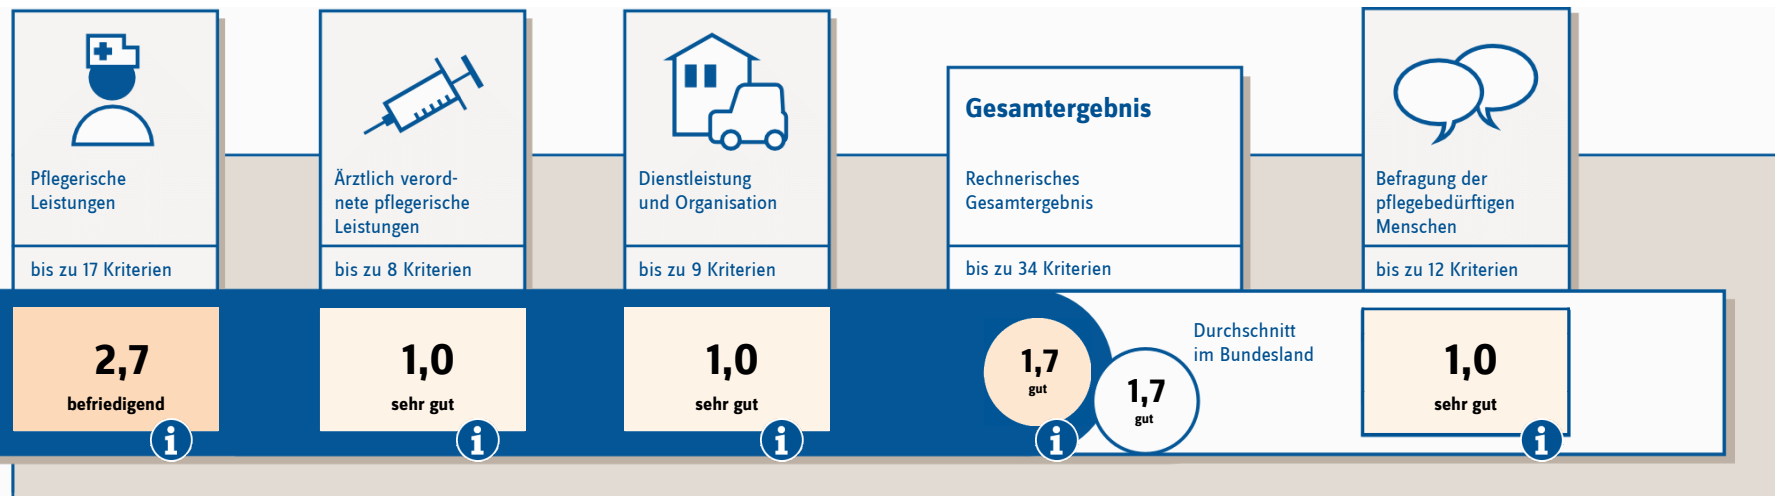 Pflegerische
Leistungen
bis zu 17 Kriterien
2,7
befriedigend
i
Ärztlich verord-
nete pflegerische
Leistungen
bis zu 8 Kriterien
1,0
sehr gut
i
Dienstleistung
und Organisation
bis zu 9 Kriterien
1,0
sehr gut
i
Gesamtergebnis
Rechnerisches
Gesamtergebnis
bis zu 34 Kriterien
1,7
gut
i
Durchschnitt
im Bundesland
1,7
gut
Befragung der
pflegebedürftigen
Menschen
bis zu 12 Kriterien
1,0
sehr gut
i